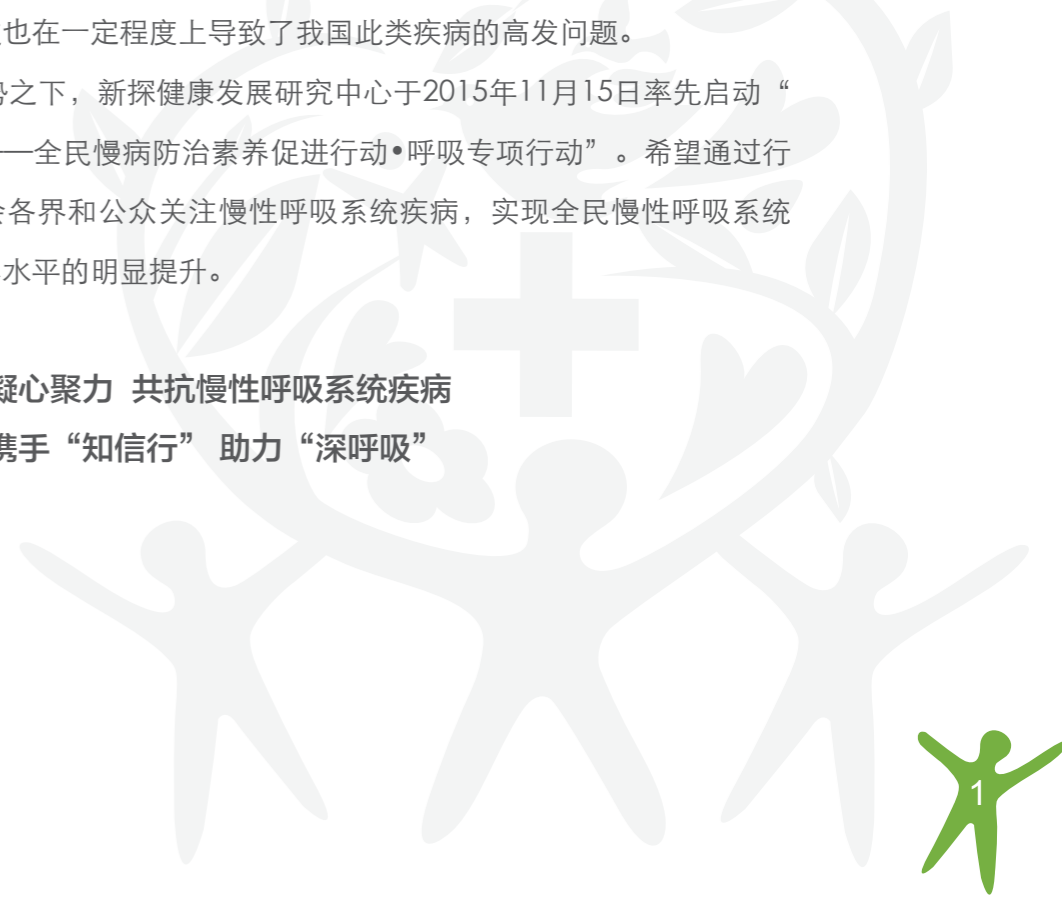 也在一定程度上导致了我国此类疾病的高发问题。
势之下，新探健康发展研究中心于2015年11月15日率先启动“
—全民慢病防治素养促进行动•呼吸专项行动”。希望通过行
会各界和公众关注慢性呼吸系统疾病，实现全民慢性呼吸系统
水平的明显提升。
凝心聚力 共抗慢性呼吸系统疾病
携手“知信行” 助力“深呼吸”
1